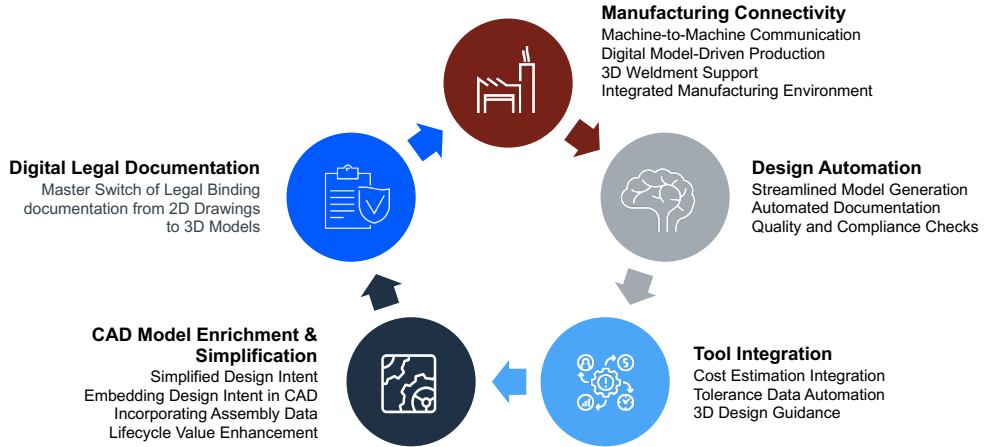 Manufacturing Connectivity
Machine-to-Machine Communication
Digital Model-Driven Production
3D Weldment Support
Integrated Manufacturing Environment
Design Automation
Streamlined Model Generation
Automated Documentation
Quality and Compliance Checks
Tool Integration
Cost Estimation Integration
Tolerance Data Automation
3D Design Guidance
CAD Model Enrichment &
Simplification
Simplified Design Intent
Embedding Design Intent in CAD
Incorporating Assembly Data
Lifecycle Value Enhancement
Digital Legal Documentation
Master Switch of Legal Binding
documentation from 2D Drawings
to 3D Models